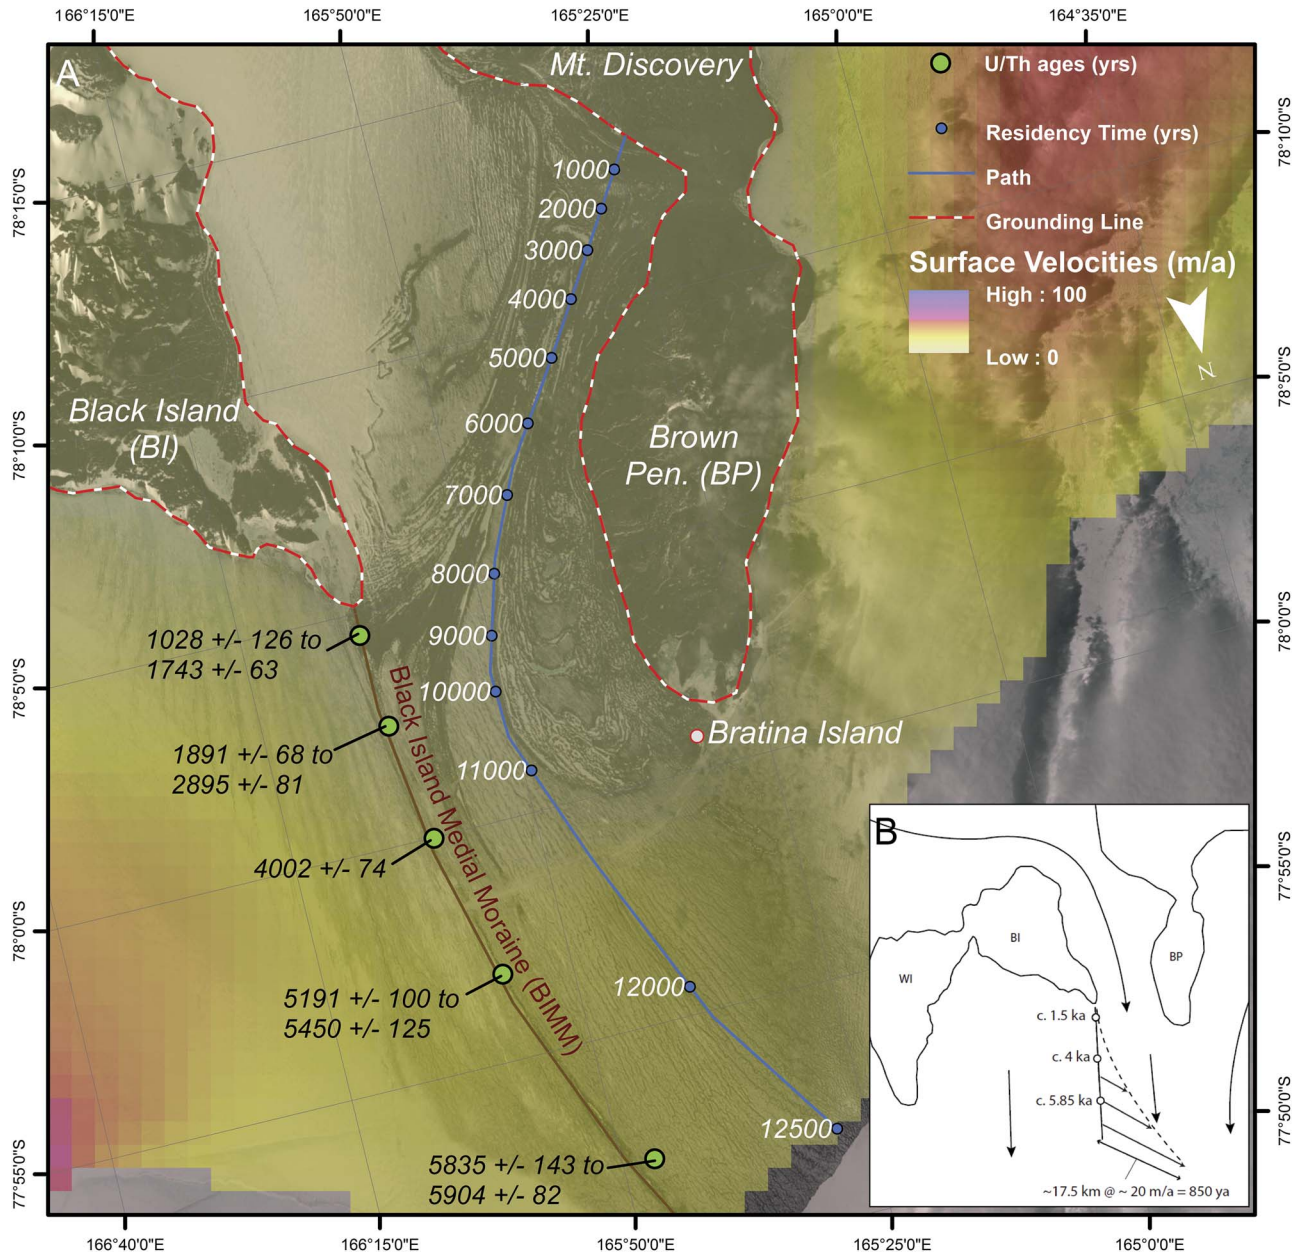 166°15'0"E
165°50'0"E
165°25'0"E
165°0'0"E
164°35'0"E
A
Mt. Discovery
U/Th ages (yrs)
Residency Time (yrs)
Path
Grounding Line
Surface Velocities (m/a)
High : 100
Low : 0
N
78°10'0"S
78°5'0"S
78°0'0"S
77°55'0"S
77°50'0"S
78°15'0"S
78°10'0"S
78°5'0"S
78°0'0"S
77°55'0"S
1000
2000
3000
4000
5000
6000
7000
8000
9000
10000
11000
12000
12500
Black Island
(BI)
Brown
Pen. (BP)
Bratina Island
Black Island Medial Moraine (BIMM)
1028 +/- 126 to
1743 +/- 63
1891 +/- 68 to
2895 +/- 81
4002 +/- 74
5191 +/- 100 to
5450 +/- 125
5835 +/- 143 to
5904 +/- 82
B
BI
BP
WI
c. 1.5 ka
c. 4 ka
c. 5.85 ka
~17.5 km @ ~ 20 m/a = 850 ya
166°40'0"E
166°15'0"E
165°50'0"E
165°25'0"E
165°0'0"E